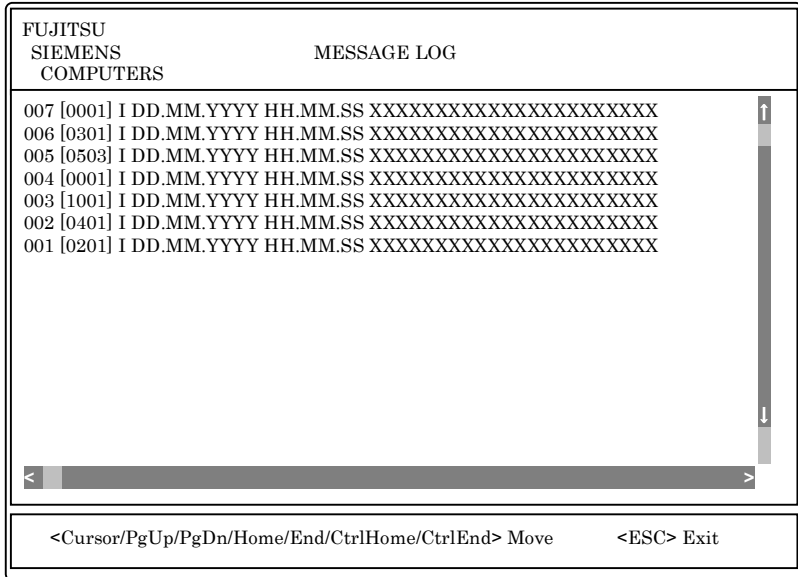 FUJITSU
SIEMENS MESSAGE LOG
COMPUTERS
007 [0001] I DD.MM.YYYY HH.MM.SS XXXXXXXXXXXXXXXXXXXXXX
006 [0301] I DD.MM.YYYY HH.MM.SS XXXXXXXXXXXXXXXXXXXXXX
005 [0503] I DD.MM.YYYY HH.MM.SS XXXXXXXXXXXXXXXXXXXXXX
004 [0001] I DD.MM.YYYY HH.MM.SS XXXXXXXXXXXXXXXXXXXXXX
003 [1001] I DD.MM.YYYY HH.MM.SS XXXXXXXXXXXXXXXXXXXXXX
002 [0401] I DD.MM.YYYY HH.MM.SS XXXXXXXXXXXXXXXXXXXXXX
001 [0201] I DD.MM.YYYY HH.MM.SS XXXXXXXXXXXXXXXXXXXXXX
<Cursor/PgUp/PgDn/Home/End/CtrlHome/CtrlEnd> Move <ESC> Exit